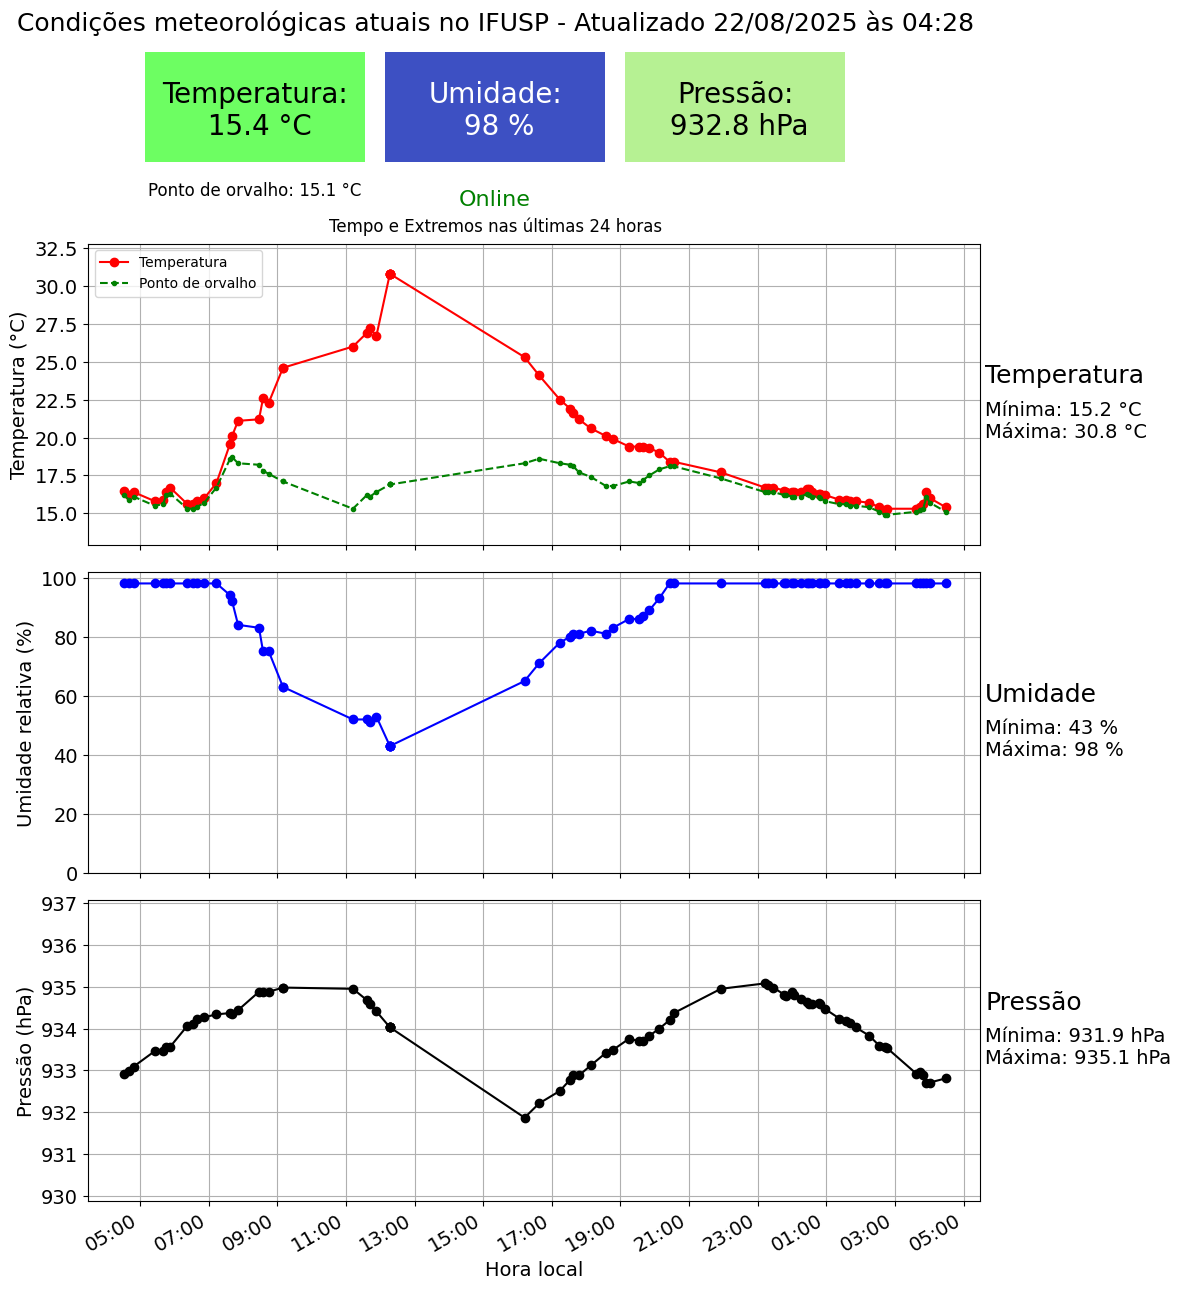 Condições meteorológicas atuais no IFUSP - Atualizado 22/08/2025 às 04:28
Temperatura:
15.4 °C
Umidade:
98 %
Pressão:
932.8 hPa
Ponto de orvalho: 15.1 °C
Online
Tempo e Extremos nas últimas 24 horas
Temperatura (°C)
32.5
30.0
27.5
25.0
22.5
20.0
17.5
15.0
Temperatura
Ponto de orvalho
Temperatura
Mínima: 15.2 °C
Máxima: 30.8 °C
Umidade relativa (%)
100
80
60
40
20
0
Umidade
Mínima: 43 %
Máxima: 98 %
Pressão (hPa)
937
936
935
934
933
932
931
930
Pressão
Mínima: 931.9 hPa
Máxima: 935.1 hPa
05:00 07:00 09:00 11:00 13:00 15:00 17:00 19:00 21:00 23:00 01:00 03:00 05:00
Hora local